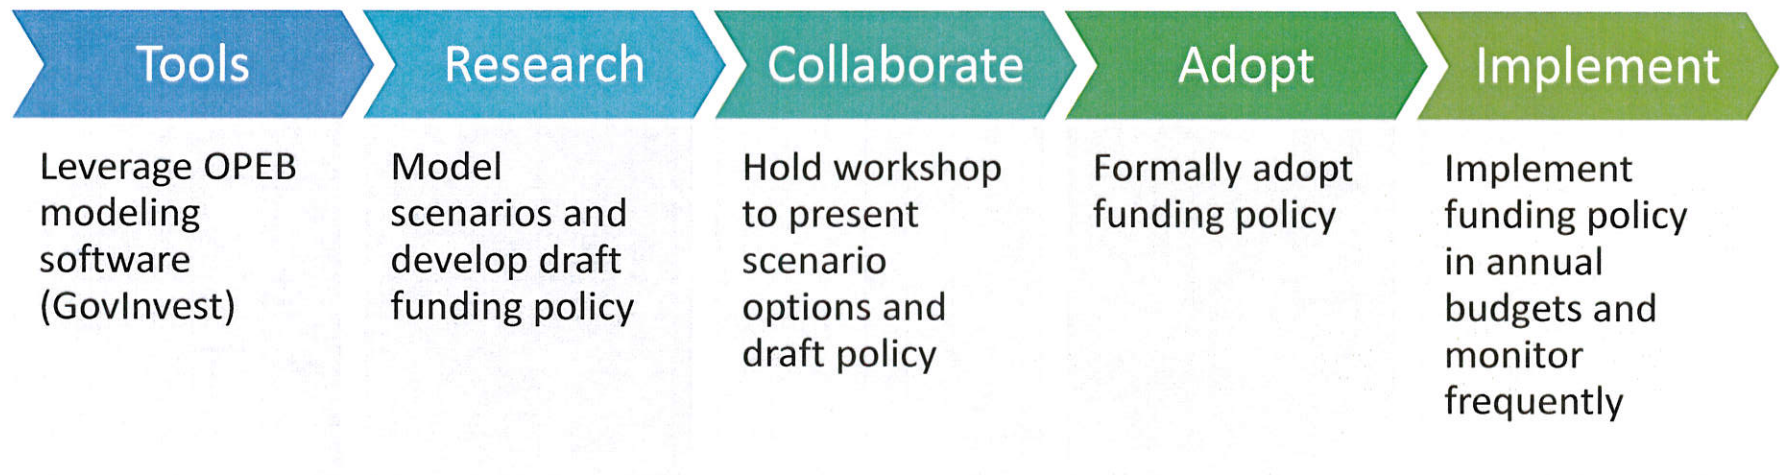 Tools
Leverage OPEB
modeling
software
(GovInvest)
Research
Model
scenarios and
develop draft
funding policy
Collaborate
Hold workshop
to present
scenario
options and
draft policy
Adopt
Formally adopt
funding policy
Implement
Implement
funding policy
in annual
budgets and
monitor
frequently